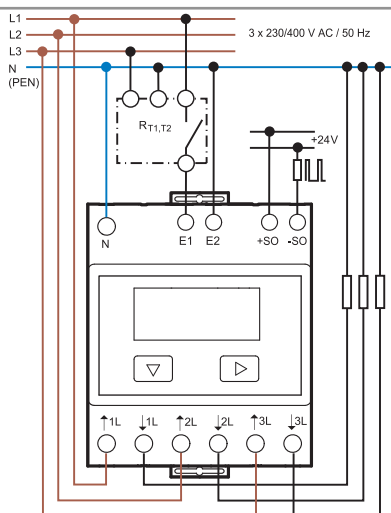 L1
L2
L3
N
(PEN)
3 x 230/400 V AC / 50 Hz
RT1,T2
+24V
N
E1
E2
+SO
-SO
↑1L
↓1L
↑2L
↓2L
↑3L
↓3L